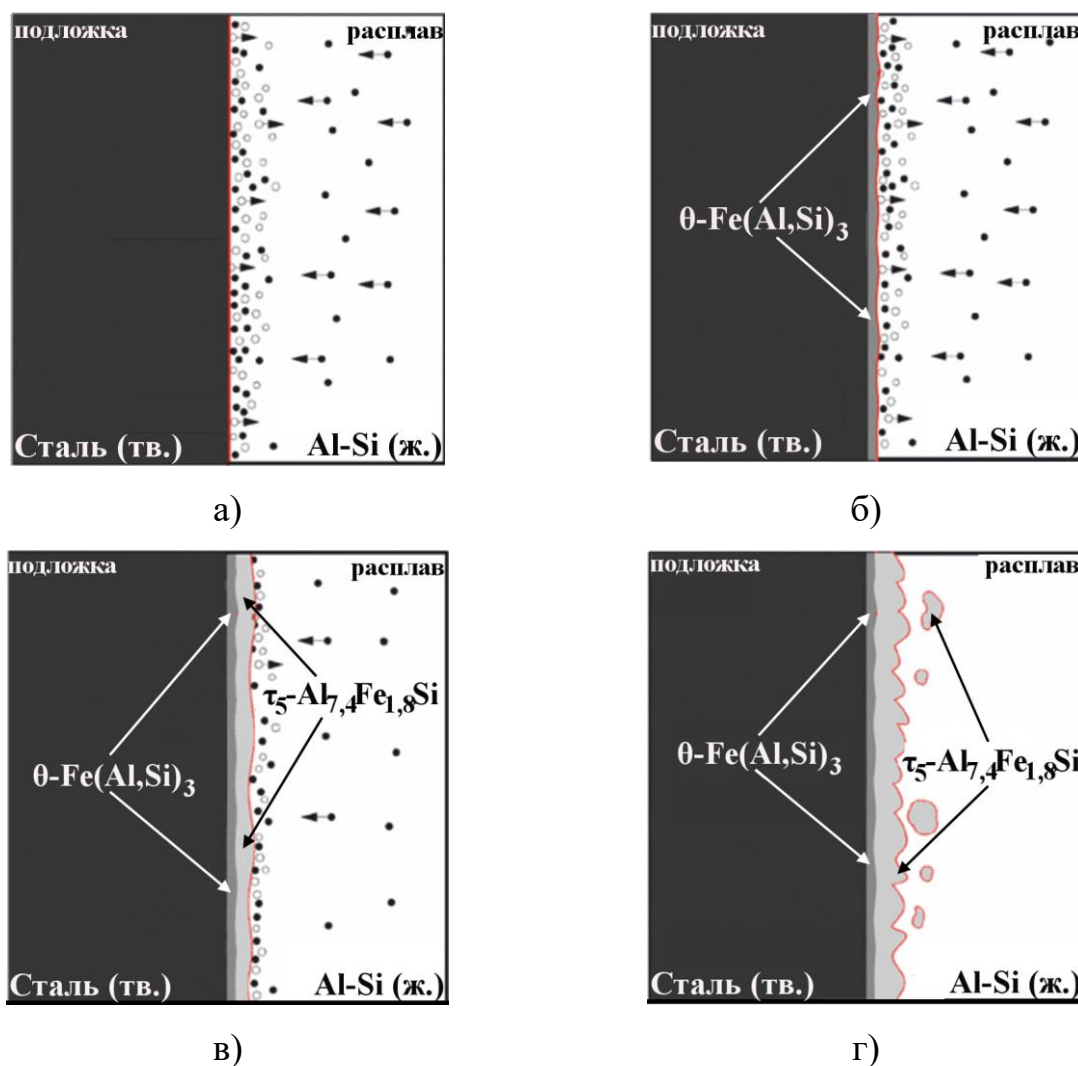 подложка
расплав
Сталь (тв.)
Al-Si (ж.)
а)
подложка
расплав
θ-Fe(Al,Si)3
Сталь (тв.)
Al-Si (ж.)
б)
подложка
расплав
τ5-Al7,4Fe1,8Si
θ-Fe(Al,Si)3
Сталь (тв.)
Al-Si (ж.)
в)
подложка
расплав
θ-Fe(Al,Si)3
τ5-Al7,4Fe1,8Si
Сталь (тв.)
Al-Si (ж.)
г)